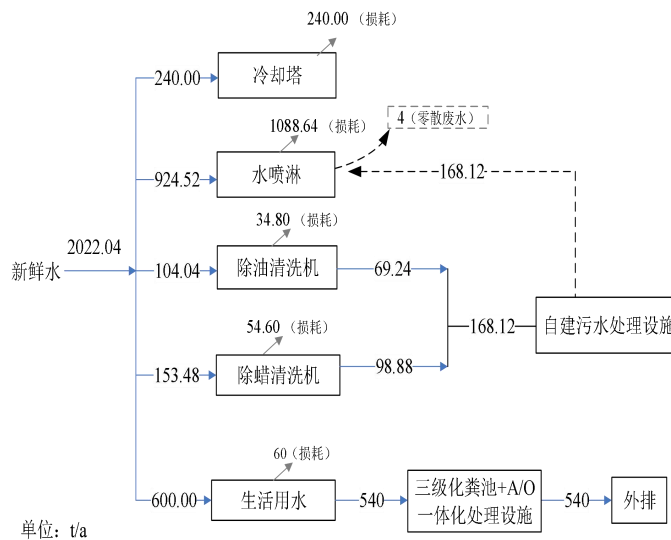 240.00（损耗）
240.00
冷却塔
1088.64（损耗）
4（零散废水）
924.52
水喷淋
168.12
34.80（损耗）
2022.04
新鲜水
104.04
除油清洗机
69.24
168.12
自建污水处理设施
54.60（损耗）
153.48
除蜡清洗机
98.88
60（损耗）
600.00
生活用水
540
三级化粪池+A/O
一体化处理设施
540
外排
单位：t/a